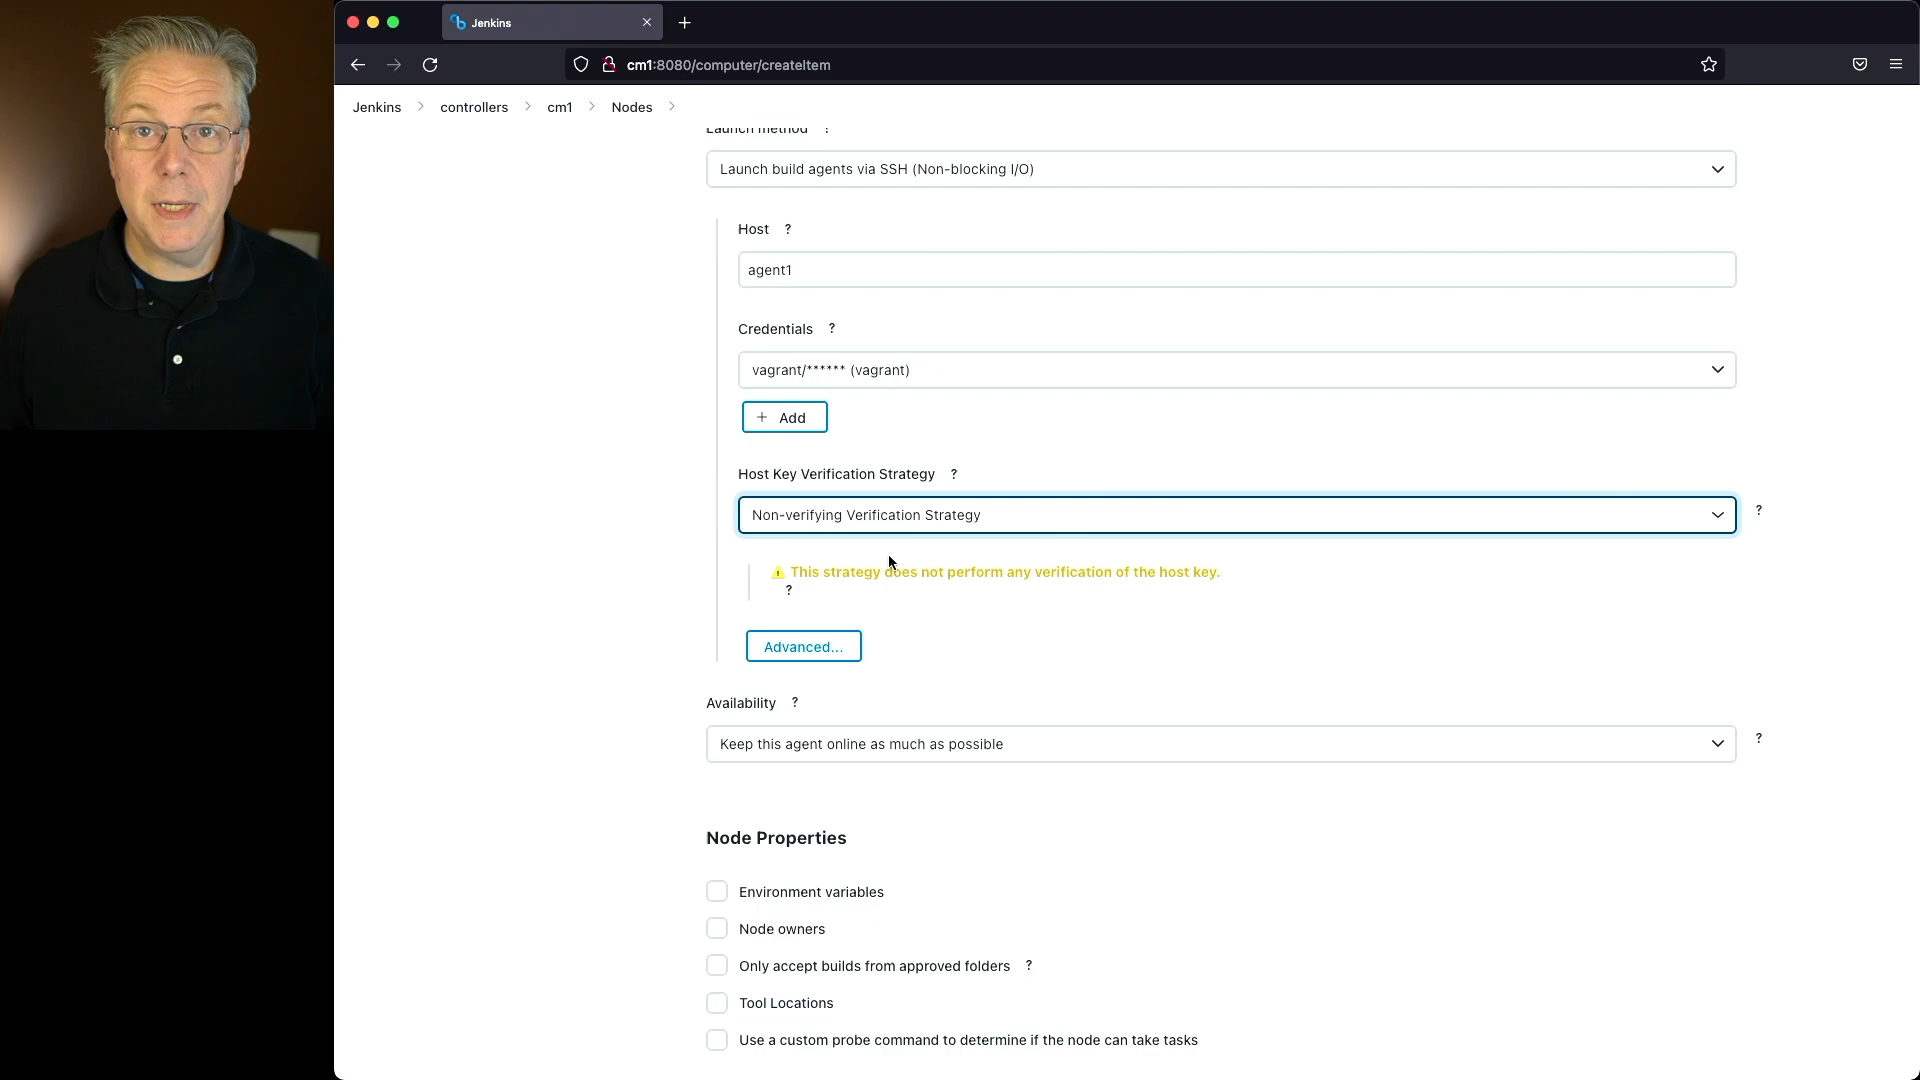 Jenkins
cm1:8080/computer/createItem
Jenkins
controllers
cm1
Nodes
Launch method ?
Launch build agents via SSH (Non-blocking I/O)
Host ?
agent1
Credentials ?
vagrant/****** (vagrant)
+ Add
Host Key Verification Strategy ?
Non-verifying Verification Strategy
?
This strategy does not perform any verification of the host key.
?
Advanced...
Availability ?
Keep this agent online as much as possible
?
Node Properties
Environment variables
Node owners
Only accept builds from approved folders ?
Tool Locations
Use a custom probe command to determine if the node can take tasks